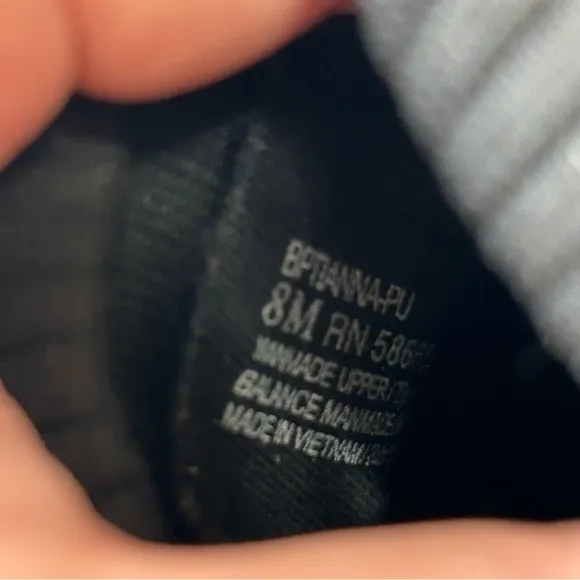 BPTIANNA-PU
8M RN 586
MANMADE UPPER/
BALANCE MANMADE
MADE IN VIETNAM/